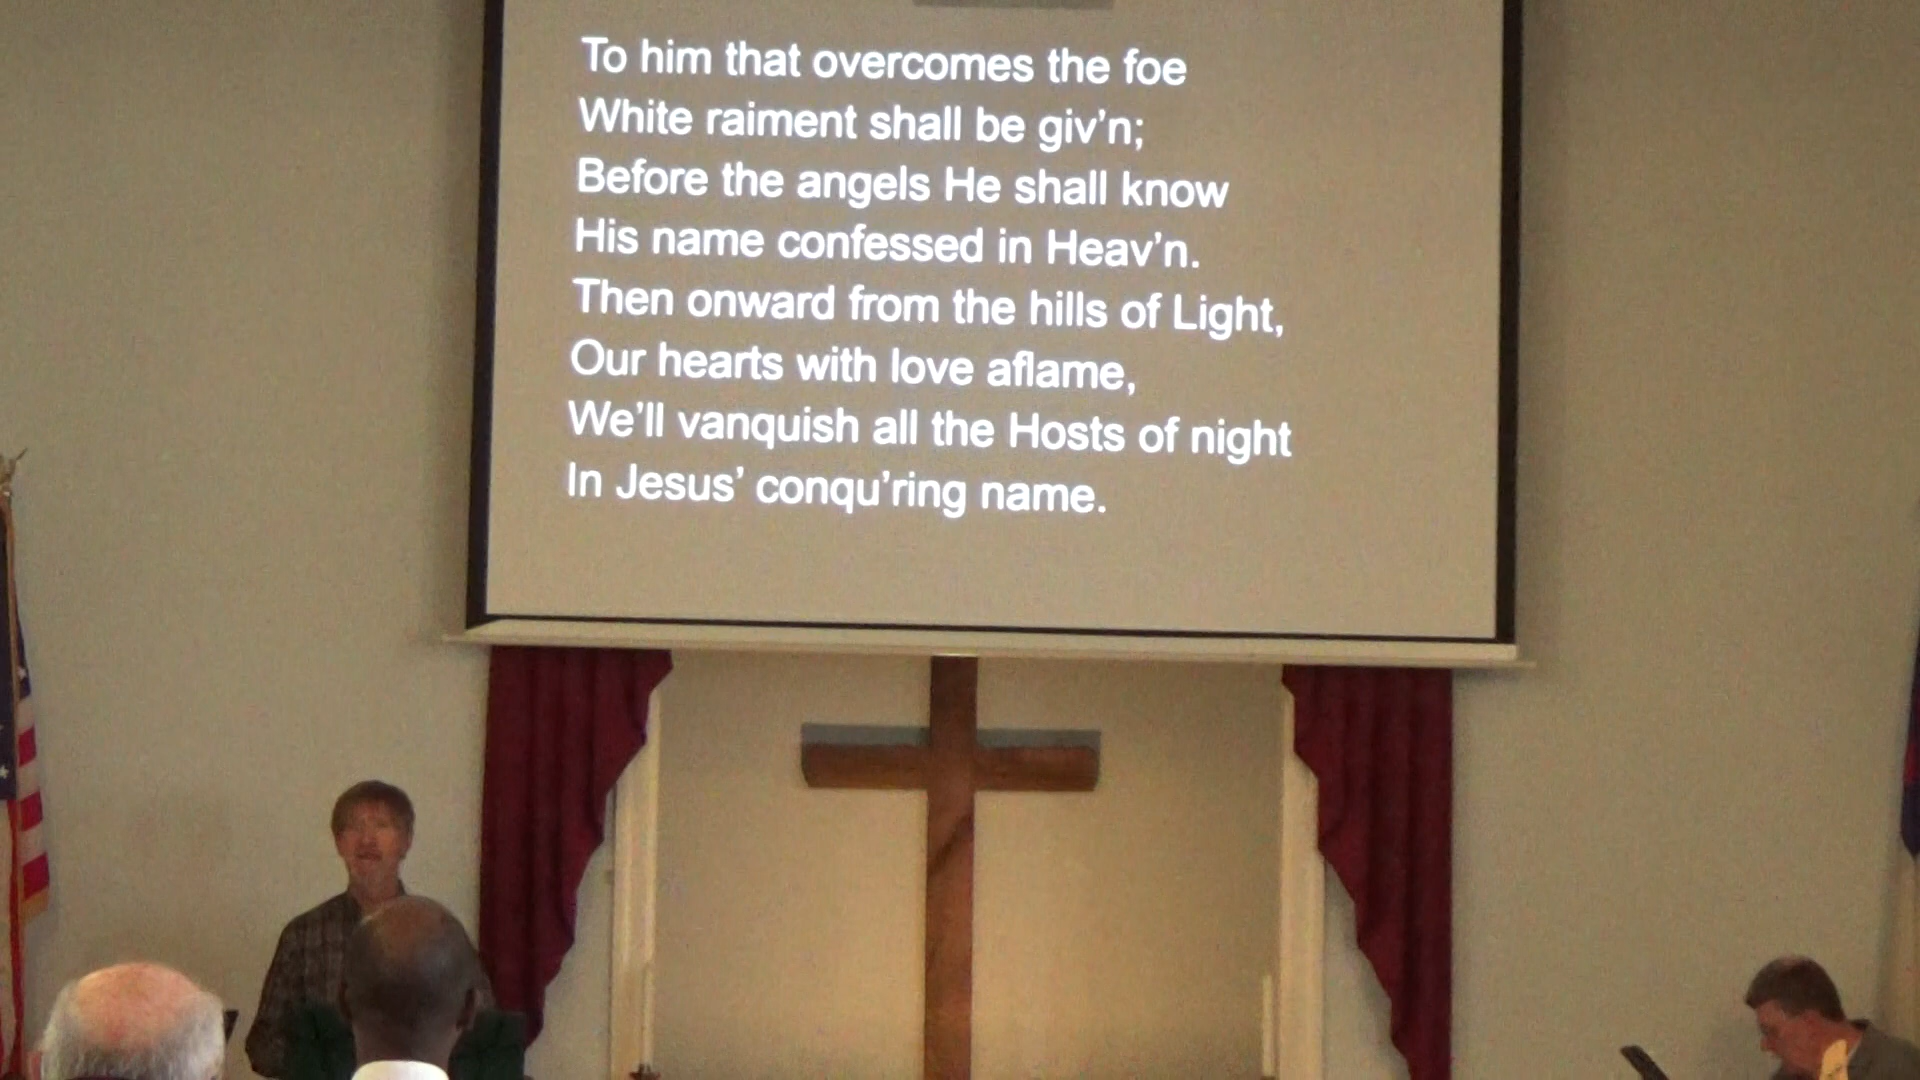 To him that overcomes the foe
White raiment shall be giv’n;
Before the angels He shall know
His name confessed in Heav’n.
Then onward from the hills of Light,
Our hearts with love aflame,
We’ll vanquish all the Hosts of night
In Jesus’ conqu’ring name.